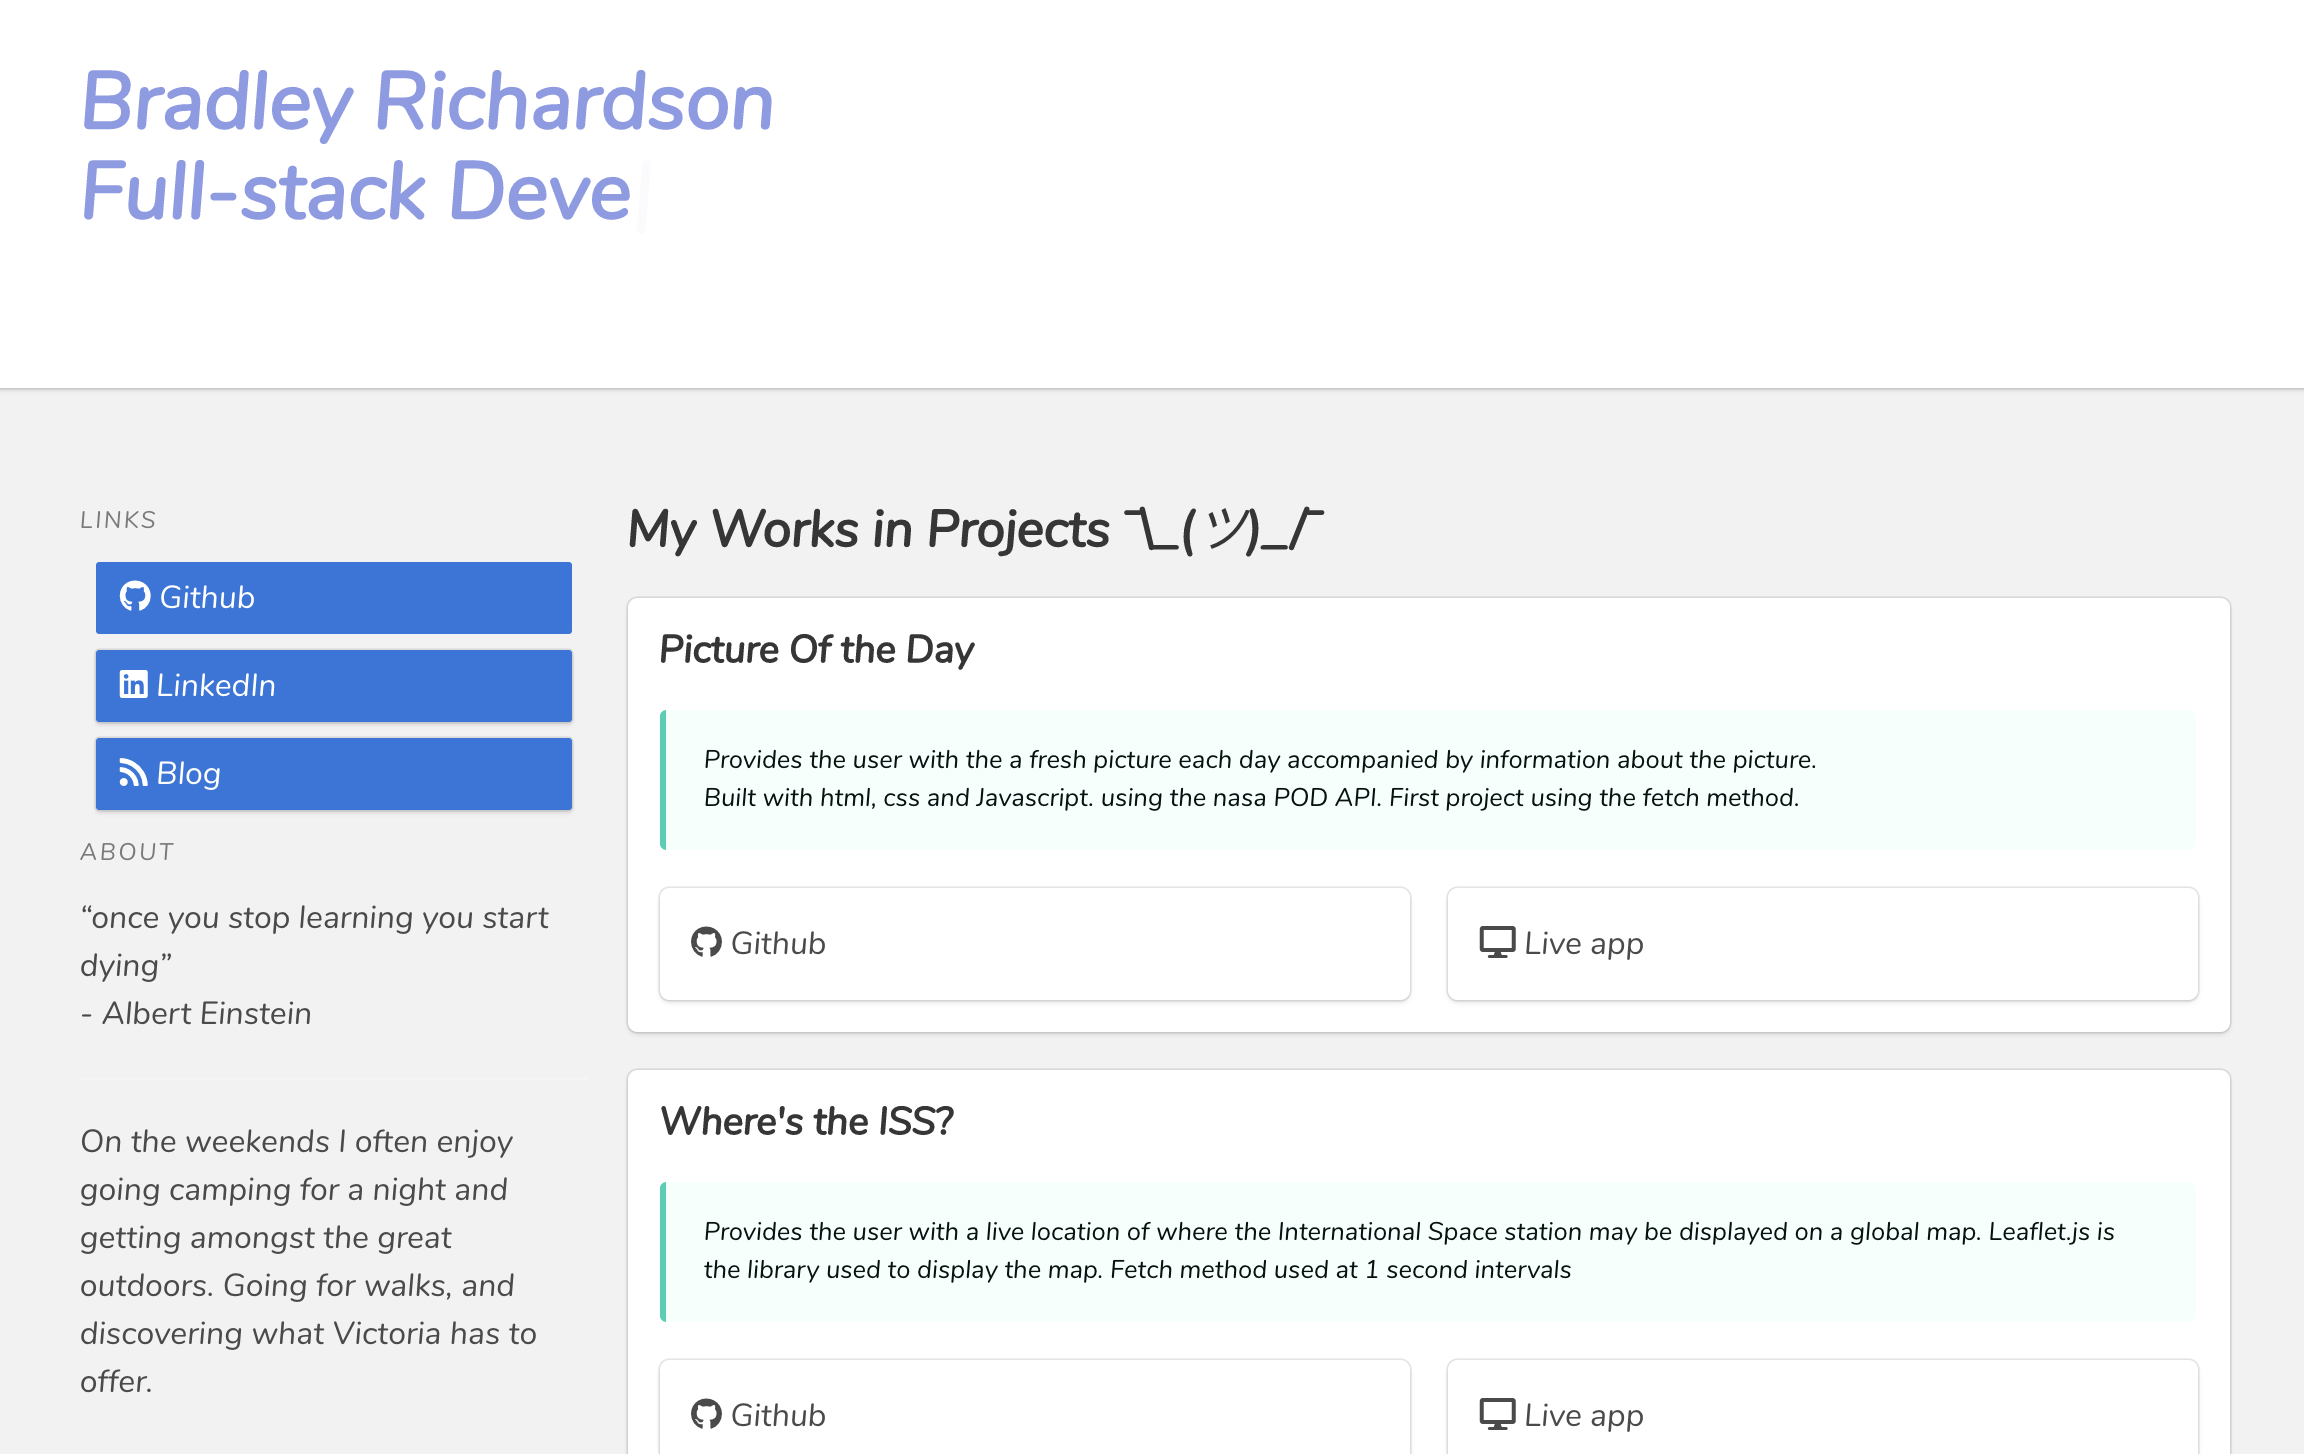 Bradley Richardson
Full-stack Deve
LINKS
Github
LinkedIn
Blog
ABOUT
“once you stop learning you start
dying”
- Albert Einstein
On the weekends I often enjoy
going camping for a night and
getting amongst the great
outdoors. Going for walks, and
discovering what Victoria has to
offer.
My Works in Projects ¯\_(ツ)_/¯
Picture Of the Day
Provides the user with the a fresh picture each day accompanied by information about the picture.
Built with html, css and Javascript. using the nasa POD API. First project using the fetch method.
Github
Live app
Where's the ISS?
Provides the user with a live location of where the International Space station may be displayed on a global map. Leaflet.js is
the library used to display the map. Fetch method used at 1 second intervals
Github
Live app